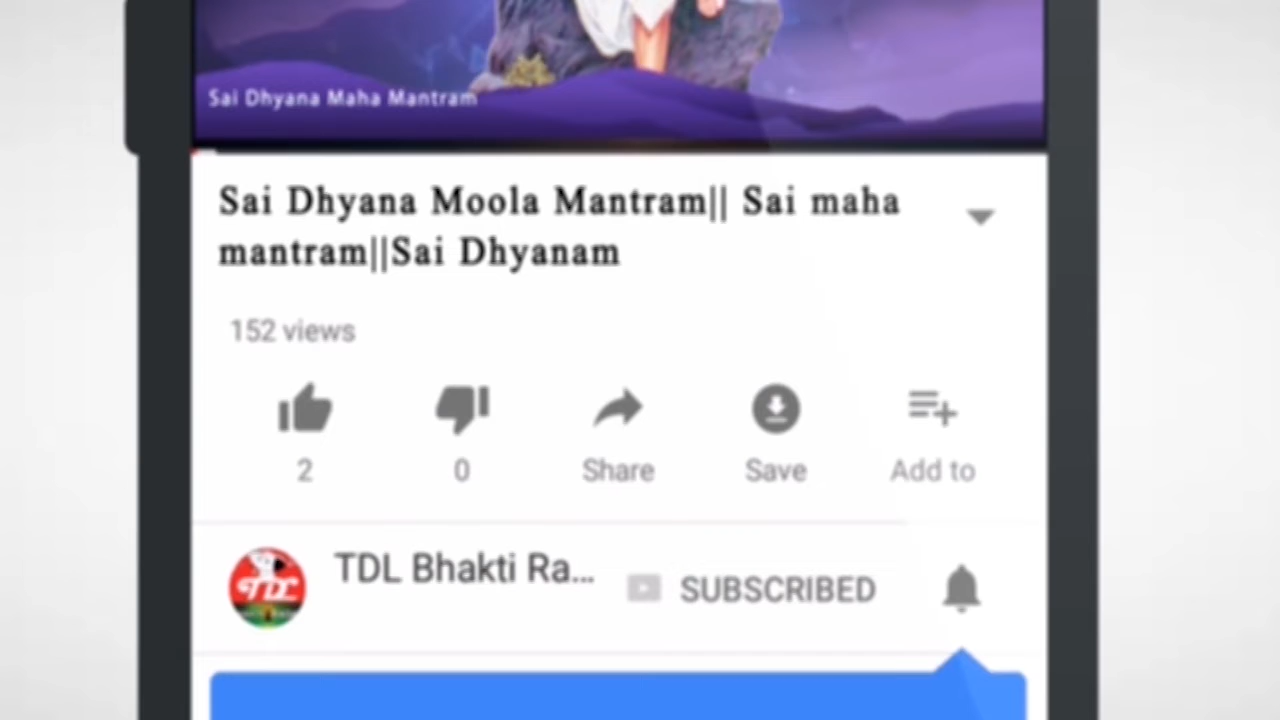 Sai Dhyana Maha Mantram
Sai Dhyana Moola Mantram|| Sai maha
mantram||Sai Dhyanam
152 views
2
0
Share
Save
Add to
TDL
TDL Bhakti Ra...
SUBSCRIBED